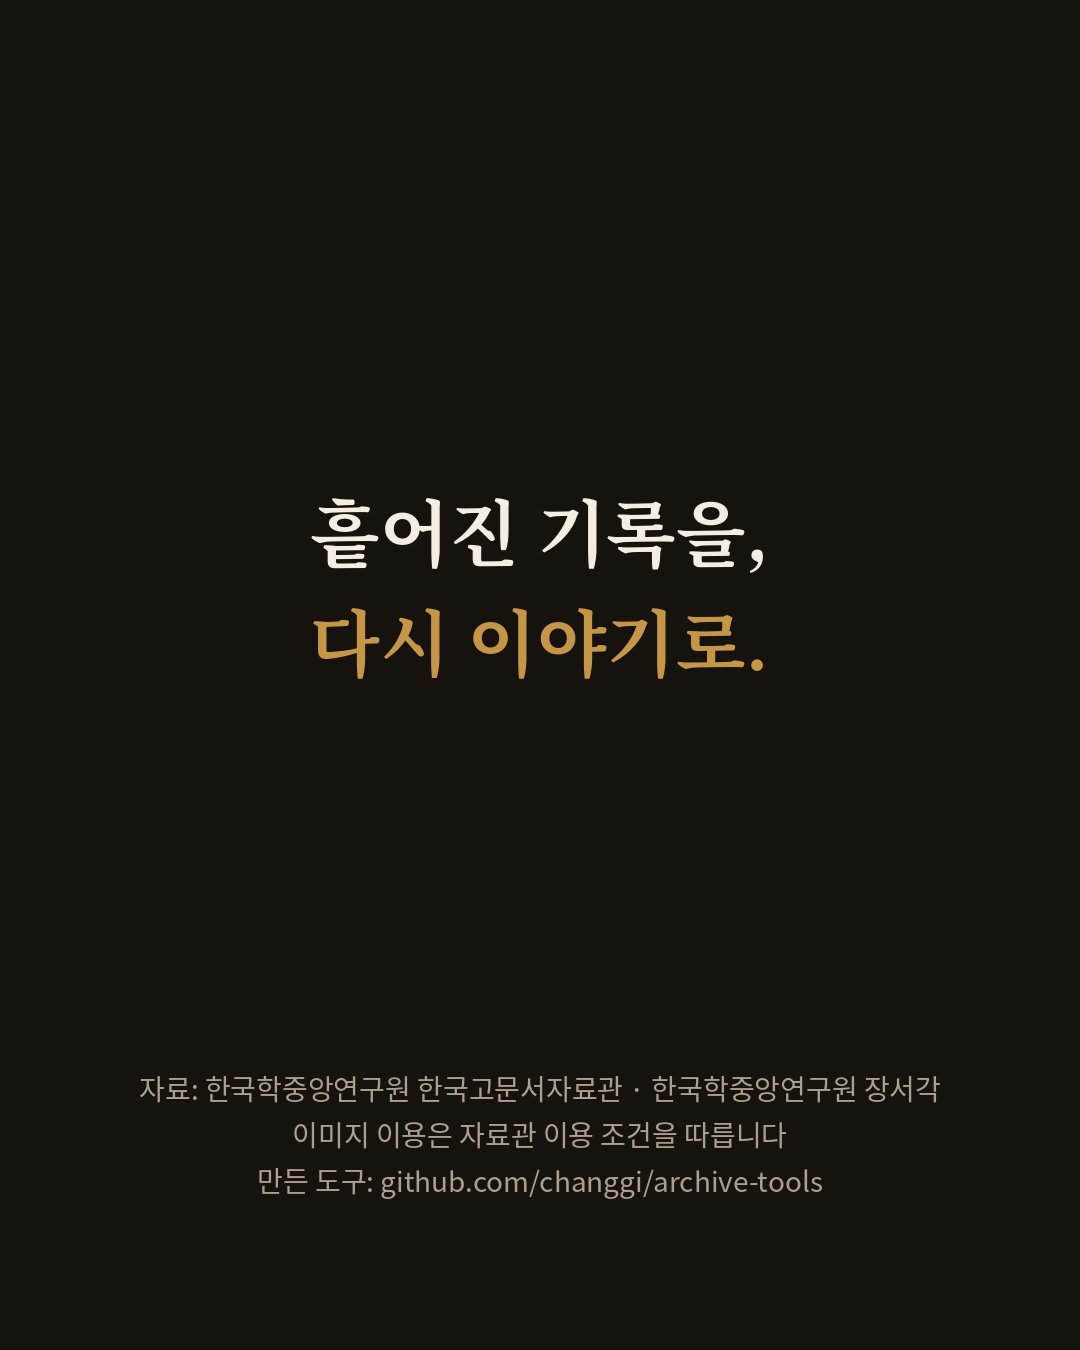 흩어진 기록을,
다시 이야기로.
자료: 한국학중앙연구원 한국고문서자료관 · 한국학중앙연구원 장서각
이미지 이용은 자료관 이용 조건을 따릅니다
만든 도구: github.com/changgi/archive-tools